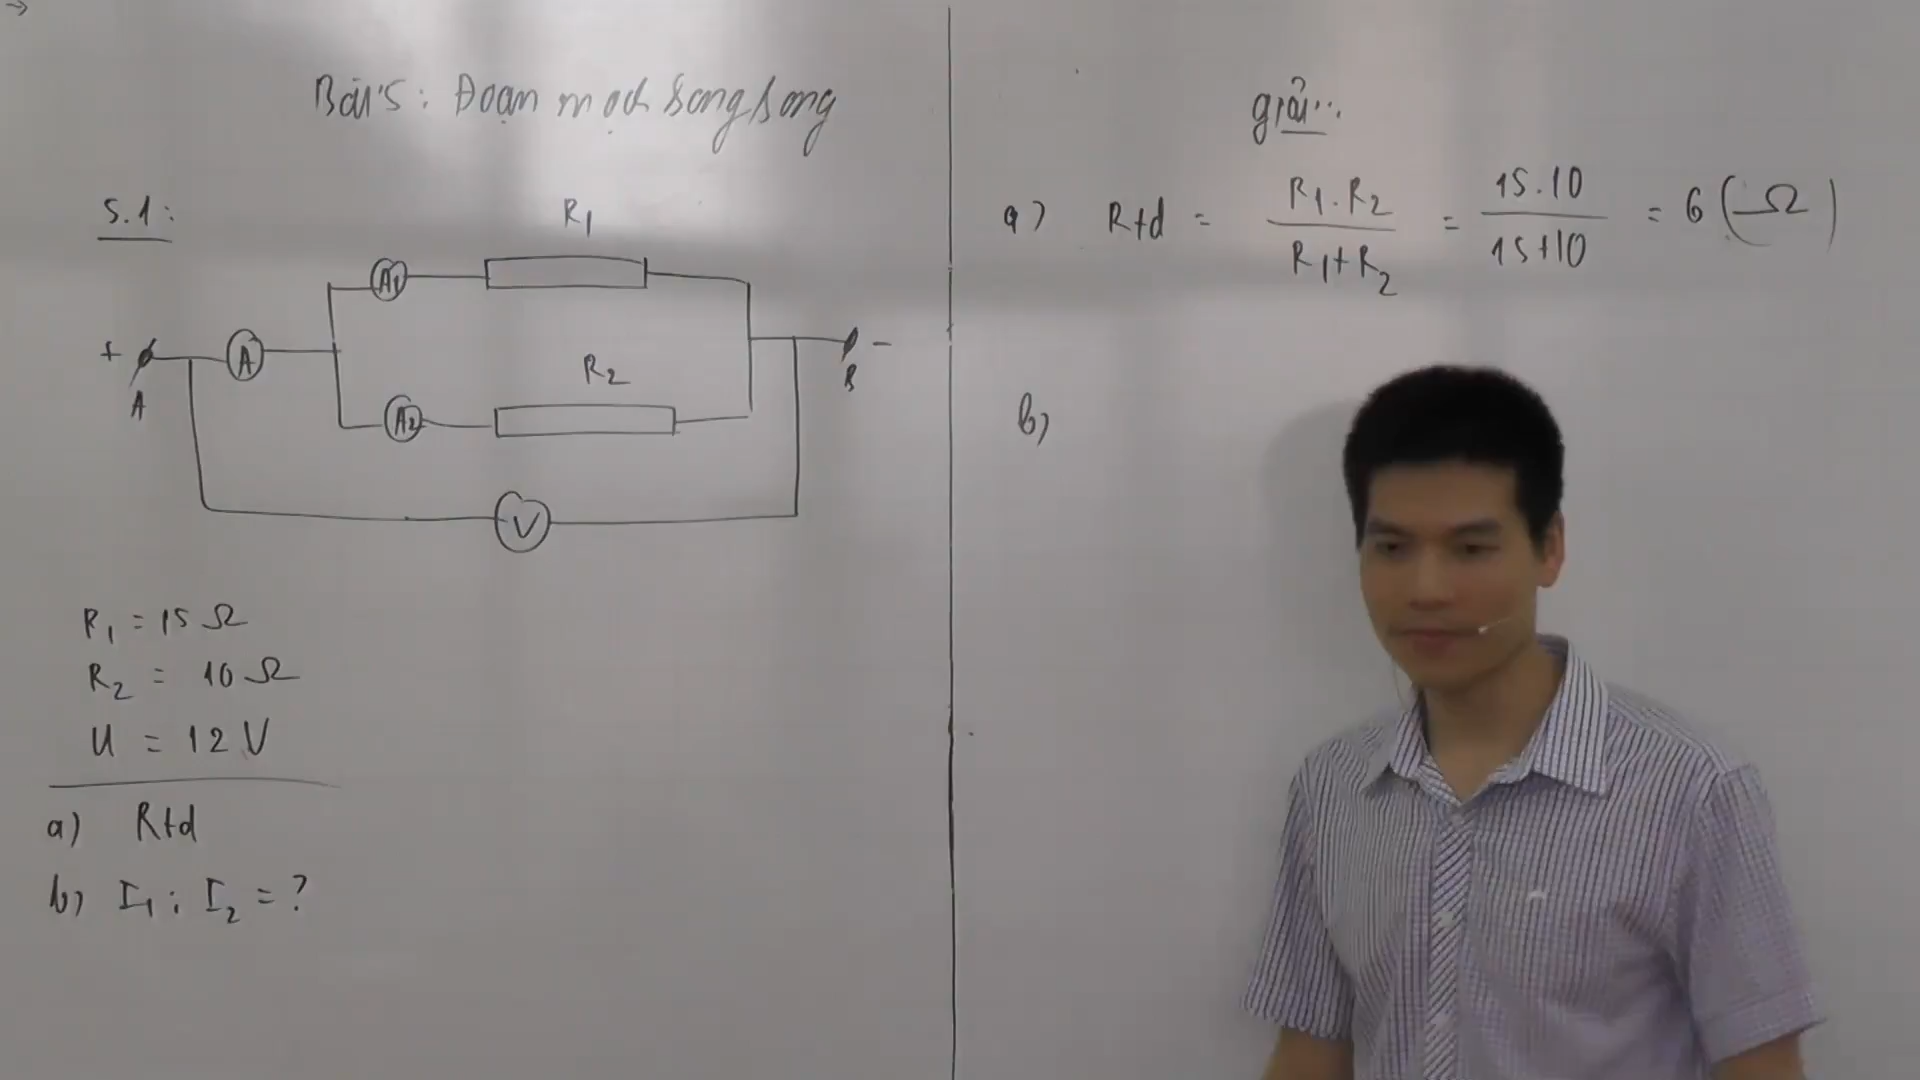 →
Bài 5: Đoạn mạch song song
5.1:
R1
A1
+ A -
A
R2
B
A2
V
R1 = 15 Ω
R2 = 10 Ω
U = 12 V
a) Rtđ
b) I1; I2 = ?
giải..
a) Rtđ = R1.R2 / R1+R2 = 15.10 / 15+10 = 6 (Ω)
b)